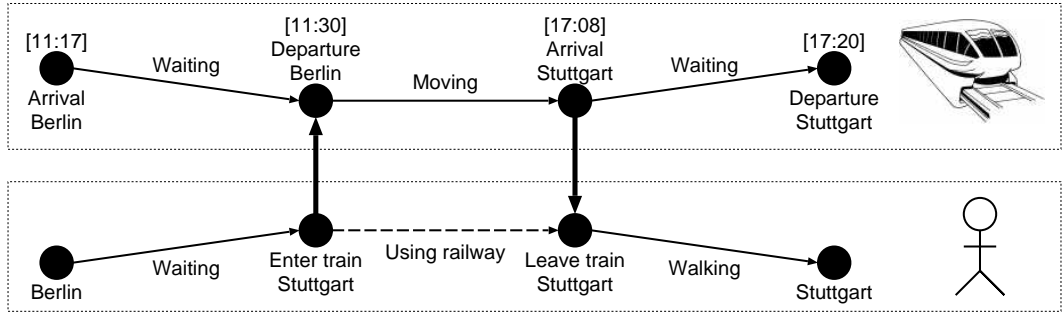 [11:17]
Arrival
Berlin
Waiting
[11:30]
Departure
Berlin
Moving
[17:08]
Arrival
Stuttgart
Waiting
[17:20]
Departure
Stuttgart
Berlin
Waiting
Enter train
Stuttgart
Using railway
Leave train
Stuttgart
Walking
Stuttgart